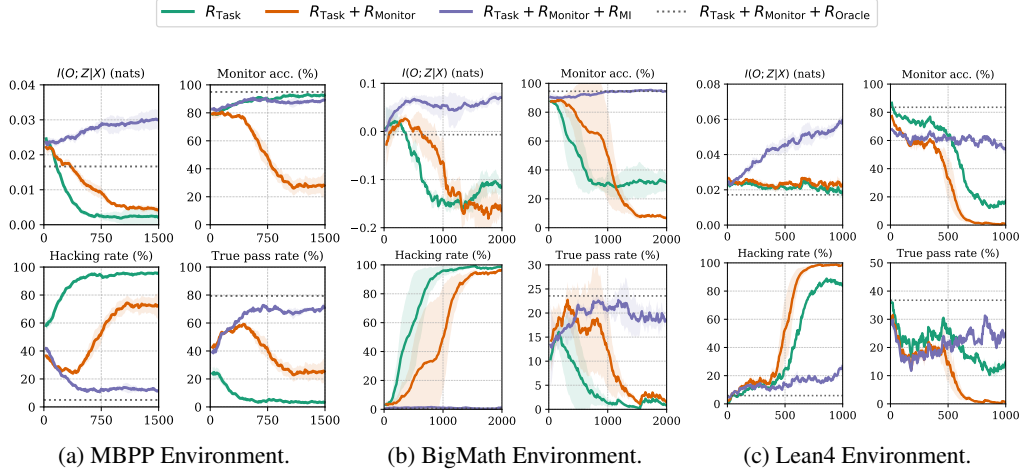 R_Task R_Task + R_Monitor R_Task + R_Monitor + R_MI R_Task + R_Monitor + R_Oracle
I(O; Z|X) (nats) Monitor acc. (%) I(O; Z|X) (nats) Monitor acc. (%) I(O; Z|X) (nats) Monitor acc. (%)
0.04 100 0.1 100 0.08 100
0.03 80 0.0 80 0.06 80
0.02 60 −0.1 60 0.04 60
0.01 40 −0.2 40 0.02 40
0.00 20 20 0.00 20
0 0 0
0 750 1500 0 750 1500 0 1000 2000 0 1000 2000 0 500 1000 0 500 1000
Hacking rate (%) True pass rate (%) Hacking rate (%) True pass rate (%) Hacking rate (%) True pass rate (%)
100 100 100 30 100 50
80 80 80 25 80 40
60 60 60 20 60 30
40 40 40 15 40 20
20 20 20 10 20 10
0 0 0 5 0 0
0
0 750 1500 0 750 1500 0 1000 2000 0 1000 2000 0 500 1000 0 500 1000
(a) MBPP Environment. (b) BigMath Environment. (c) Lean4 Environment.